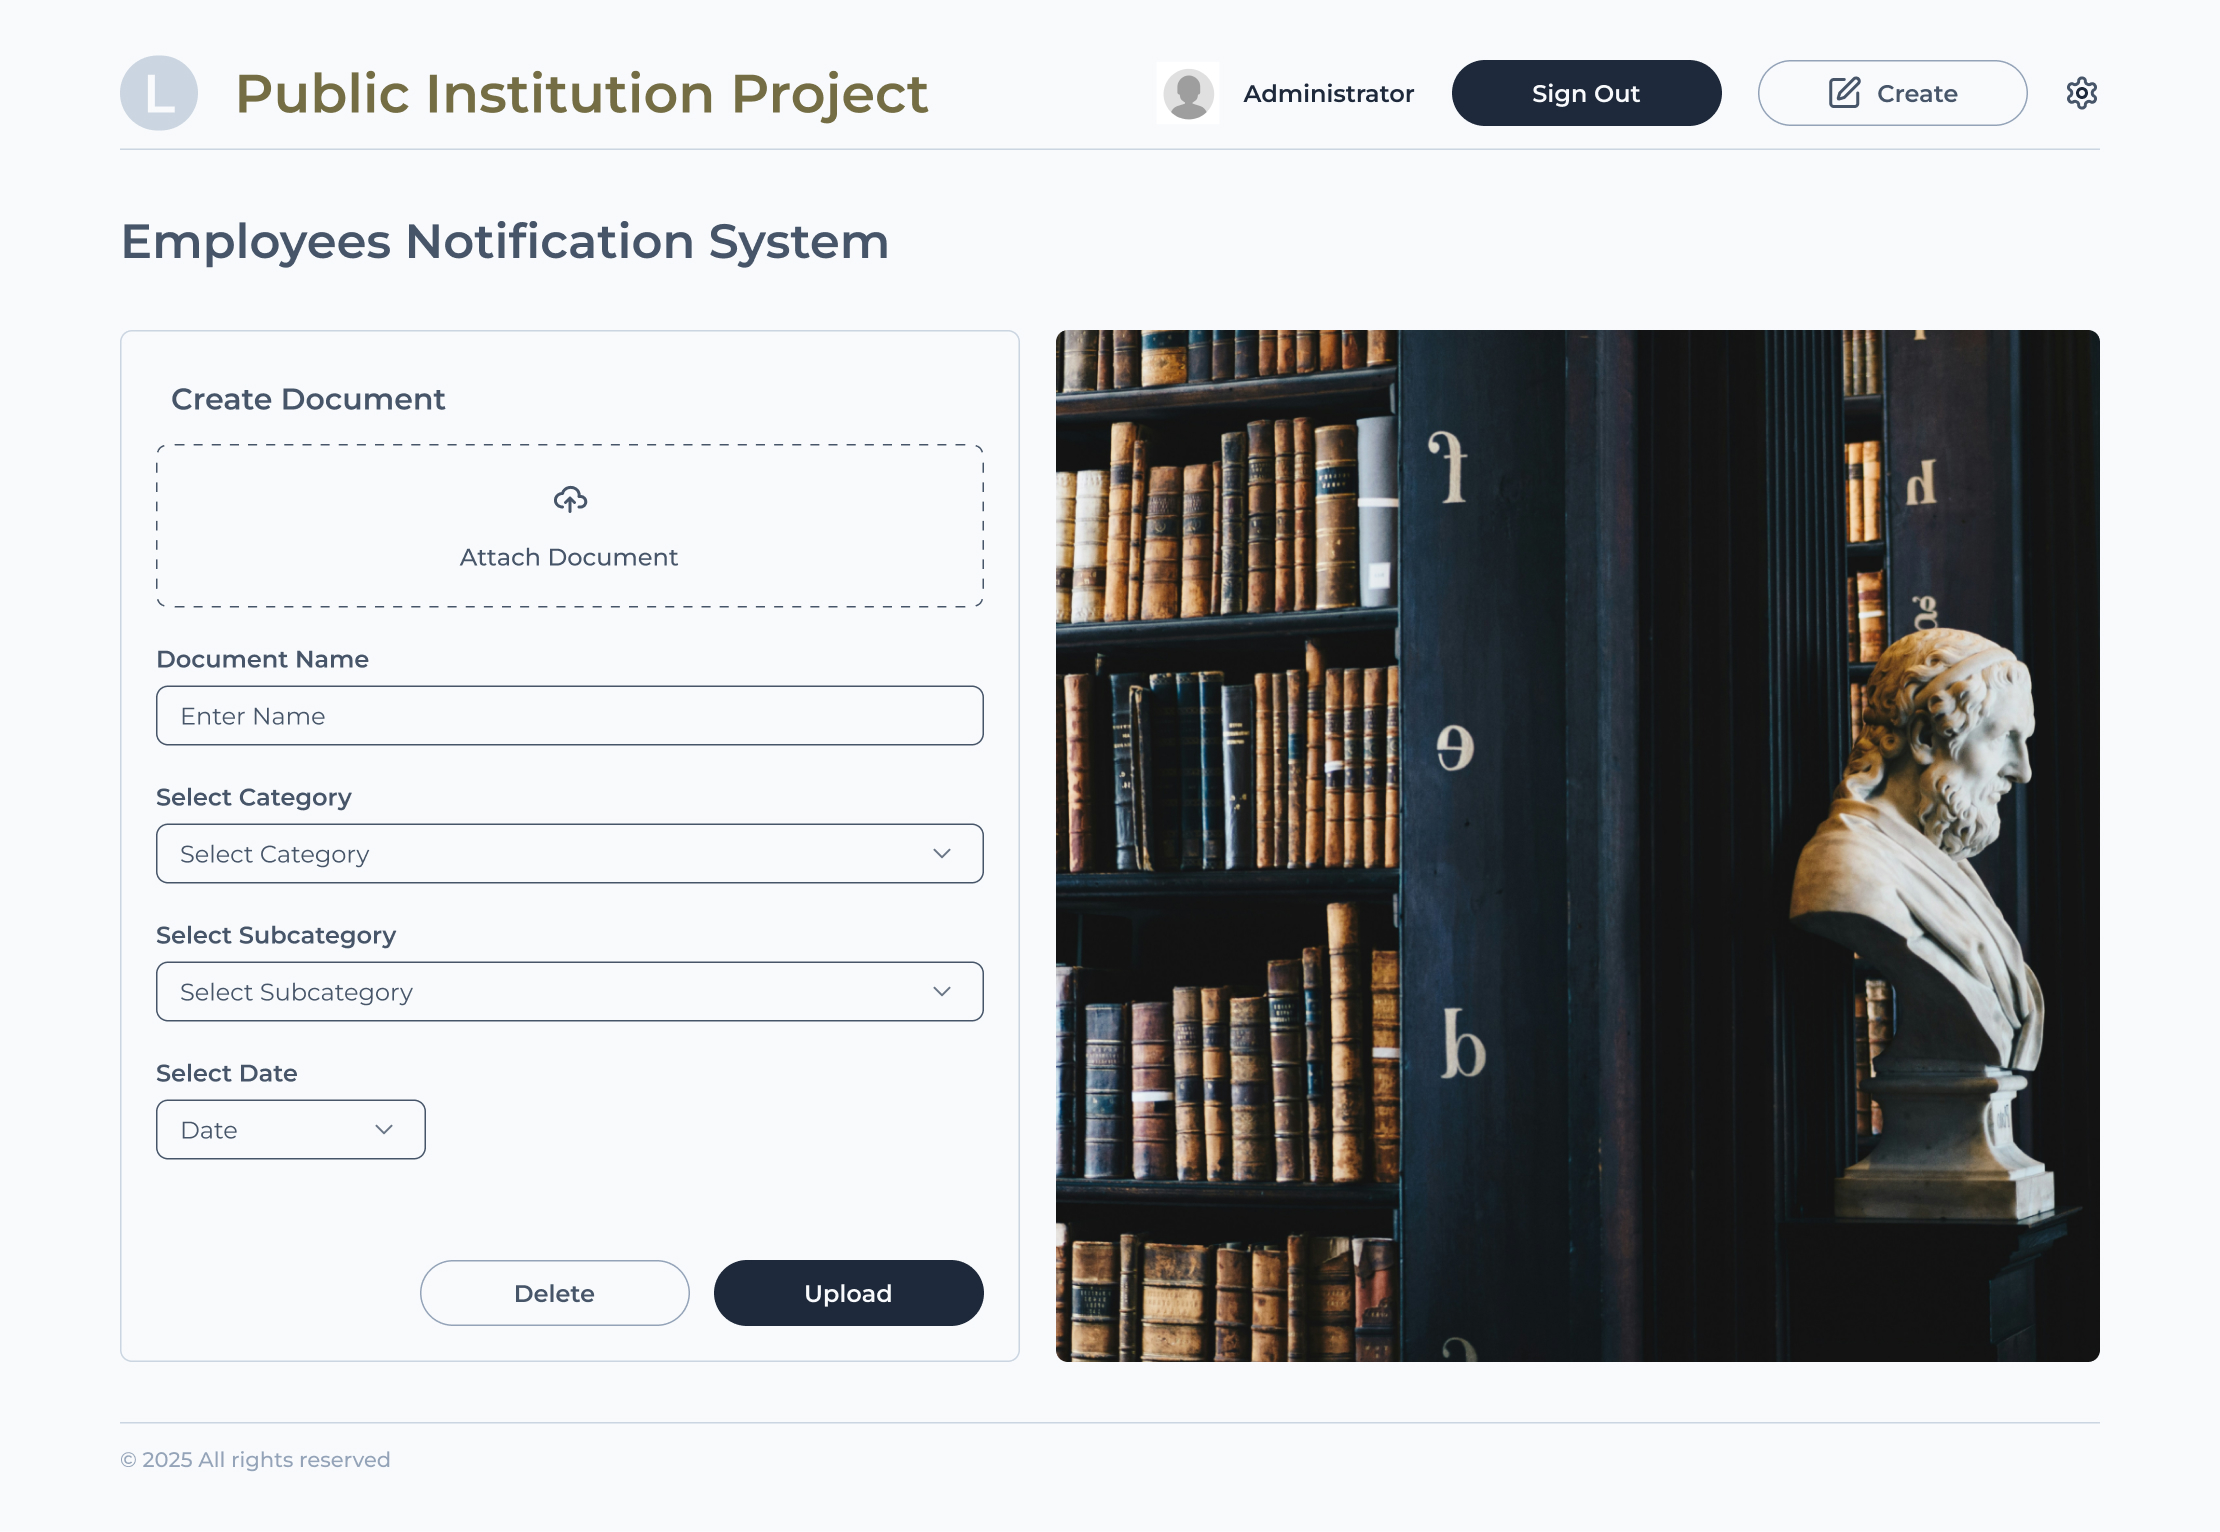 L
Public Institution Project
Administrator
Sign Out
Create
Employees Notification System
Create Document
Attach Document
Document Name
Enter Name
Select Category
Select Category
Select Subcategory
Select Subcategory
Select Date
Date
Delete
Upload
f
h
e
b
© 2025 All rights reserved